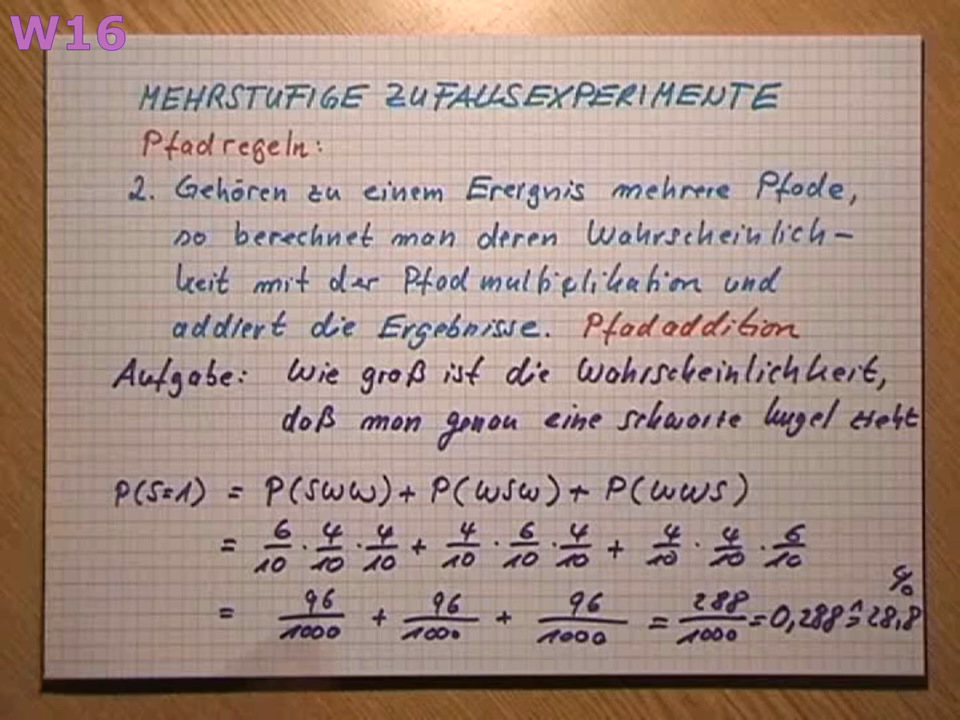 W16
MEHRSTUFIGE ZUFALLSEXPERIMENTE
Pfadregeln:
2. Gehören zu einem Erergnis mehrere Pfade,
so berechnet man deren Wahrscheinlich-
keit mit der Pfadmultiplikation und
addiert die Ergebnisse. Pfadaddition
Aufgabe: Wie groß ist die Wahrscheinlichkeit,
daß man genau eine schwarze Kugel zieht
P(S=1) = P(SWW) + P(WSW) + P(WWS)
= 6/10 · 4/10 · 4/10 + 4/10 · 6/10 · 4/10 + 4/10 · 4/10 · 6/10
= 96/1000 + 96/1000 + 96/1000 = 288/1000 = 0,288 ≙ 28,8 %